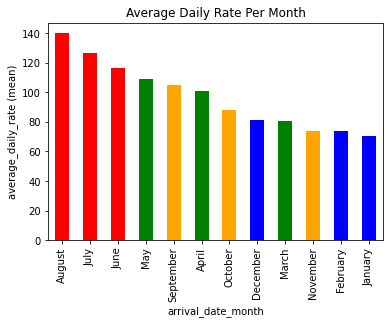 Average Daily Rate Per Month
average_daily_rate (mean)
140
120
100
80
60
40
20
0
August
July
June
May
September
April
October
December
March
November
February
January
arrival_date_month